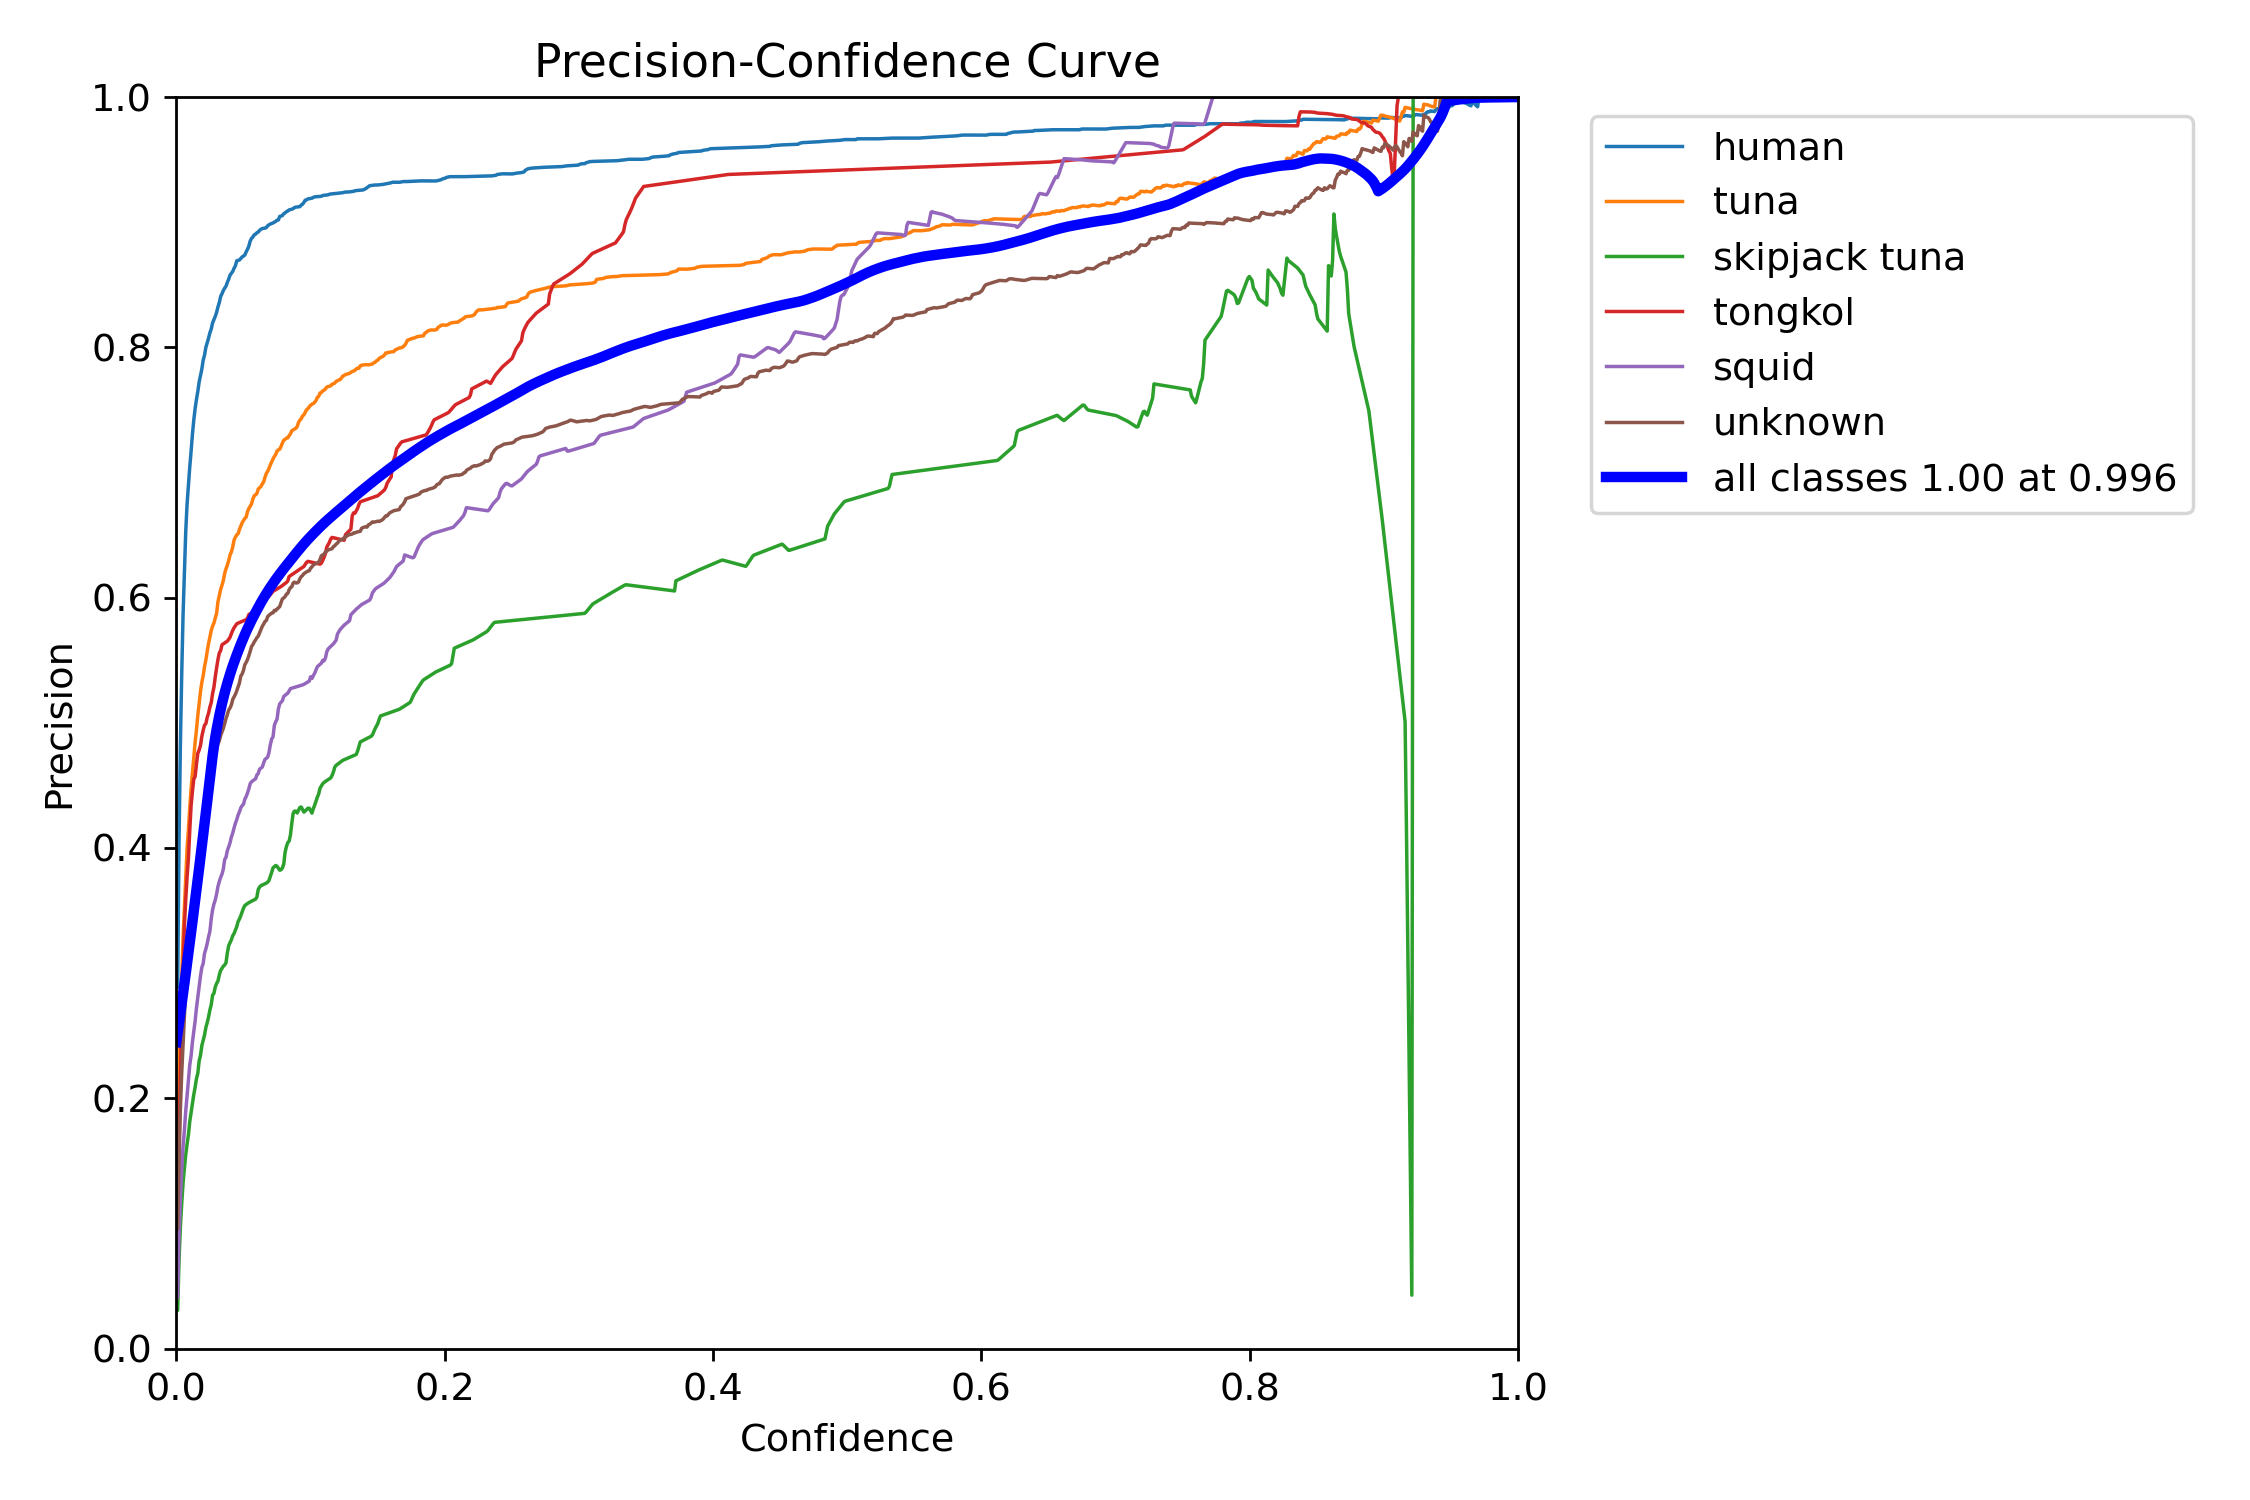 Precision-Confidence Curve
1.0
0.8
0.6
0.4
0.2
0.0
Precision
0.0 0.2 0.4 0.6 0.8 1.0
Confidence
human
tuna
skipjack tuna
tongkol
squid
unknown
all classes 1.00 at 0.996